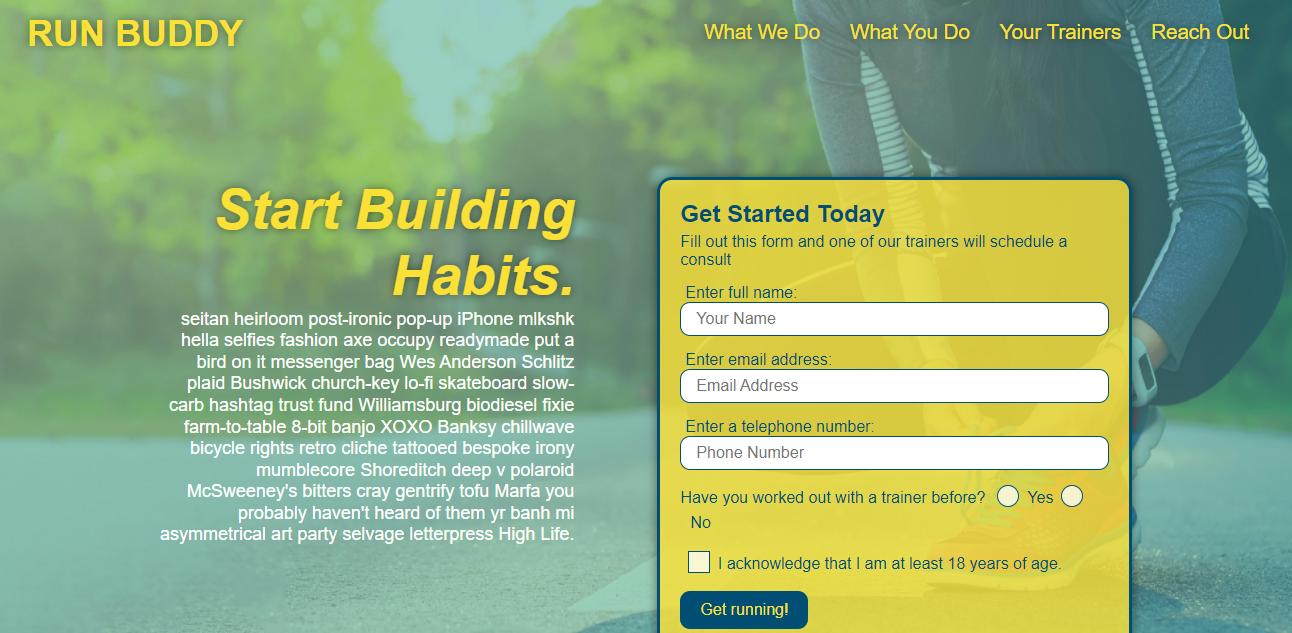 RUN BUDDY
What We Do
What You Do
Your Trainers
Reach Out
Start Building
Habits.
seitan heirloom post-ironic pop-up iPhone mlkshk
hella selfies fashion axe occupy readymade put a
bird on it messenger bag Wes Anderson Schlitz
plaid Bushwick church-key lo-fi skateboard slow-
carb hashtag trust fund Williamsburg biodiesel fixie
farm-to-table 8-bit banjo XOXO Banksy chillwave
bicycle rights retro cliche tattooed bespoke irony
mumblecore Shoreditch deep v polaroid
McSweeney's bitters cray gentrify tofu Marfa you
probably haven't heard of them yr banh mi
asymmetrical art party selvage letterpress High Life.
Get Started Today
Fill out this form and one of our trainers will schedule a
consult
Enter full name:
Your Name
Enter email address:
Email Address
Enter a telephone number:
Phone Number
Have you worked out with a trainer before? Yes
No
I acknowledge that I am at least 18 years of age.
Get running!